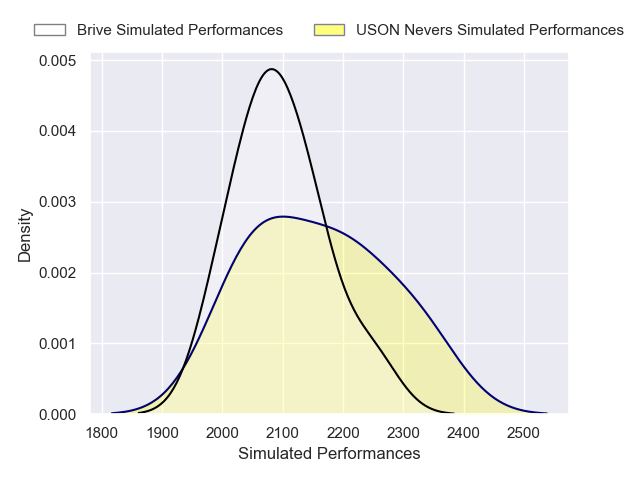 Brive Simulated Performances
USON Nevers Simulated Performances
0.005
0.004
0.003
0.002
0.001
0.000
Density
1800 1900 2000 2100 2200 2300 2400 2500
Simulated Performances